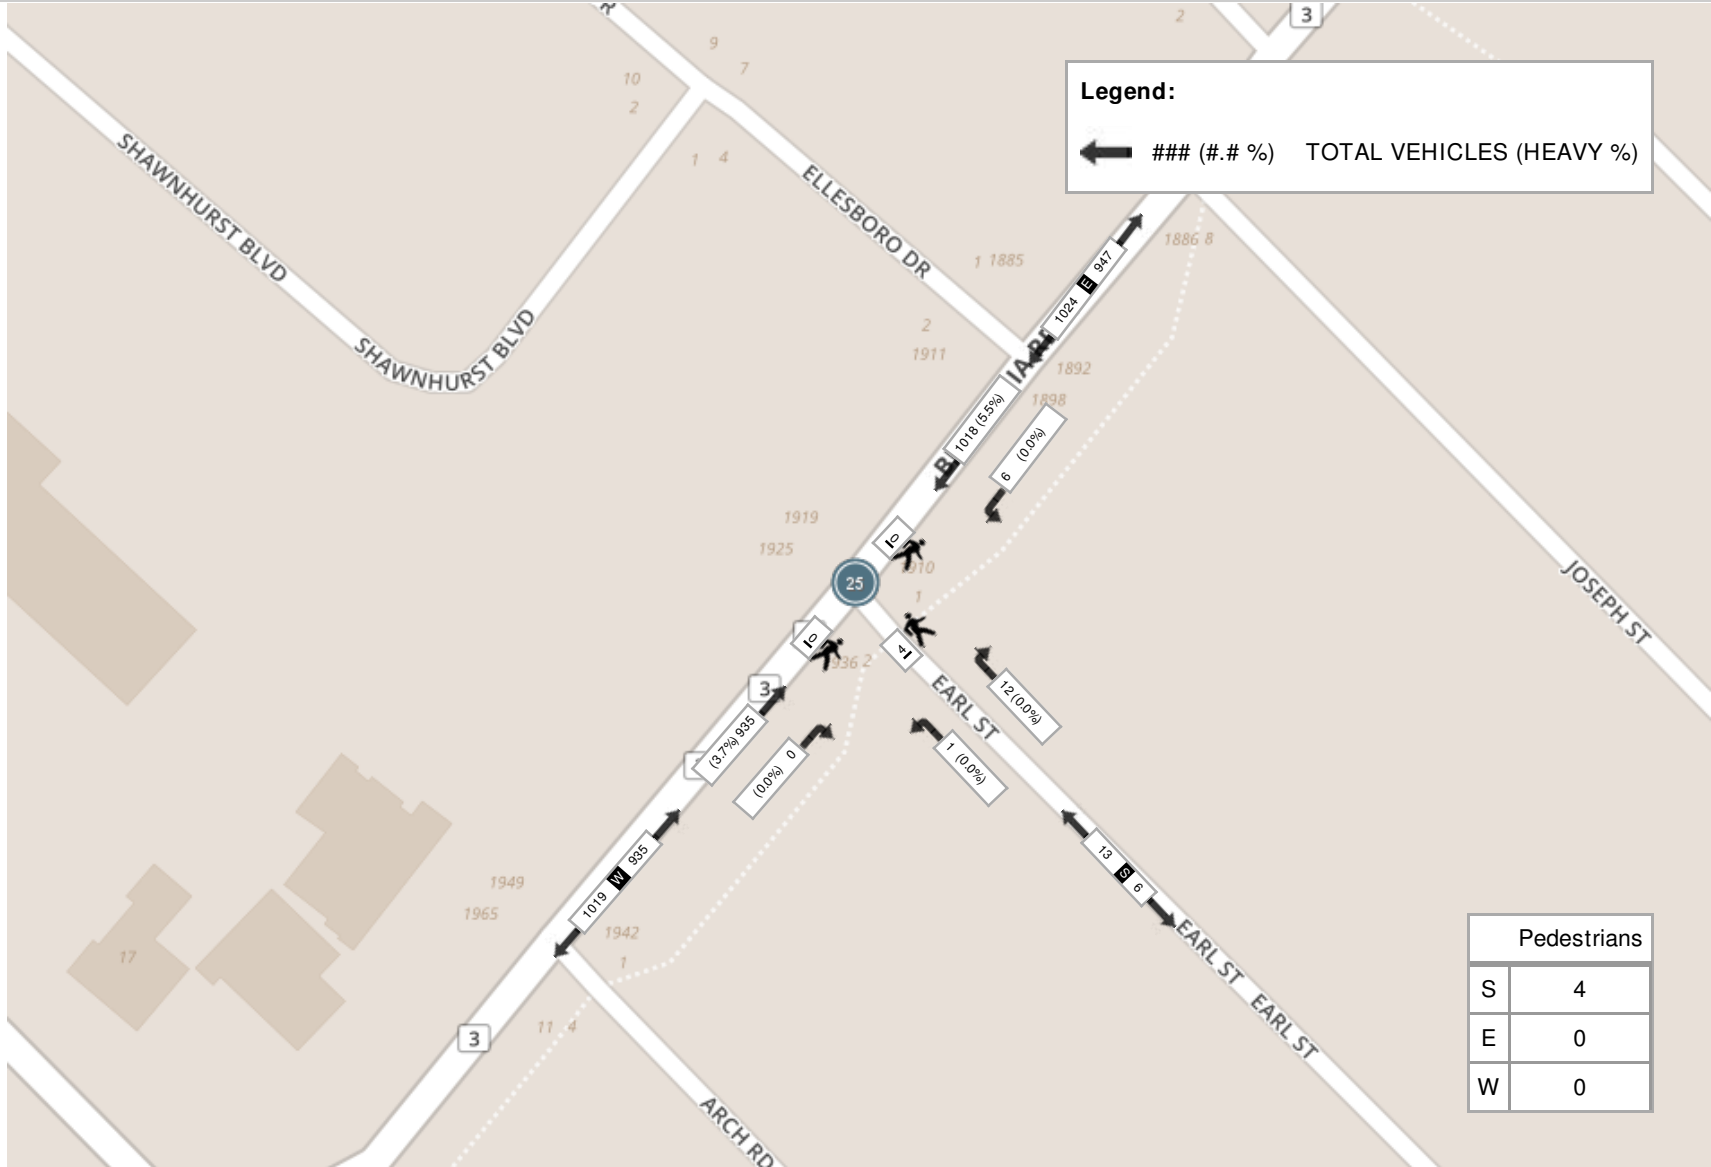 3
2
9
7
10
2
1 4
Legend:
### (#.# %) TOTAL VEHICLES (HEAVY %)
SHAWNHURST BLVD
SHAWNHURST BLVD
ELLESBORO DR
1 1885
1886 8
947
E
1024
2
1911
1892
1898
1018 (5.5%)
6 (0.0%)
1919
1925
0
25
1910
1
0
936 2
4
EARL ST
12 (0.0%)
JOSEPH ST
3
(3.7%) 935
(0.0%) 0
1 (0.0%)
935
W
1019
13
S
6
1949
1965
1942
1
17
11 4
3
ARCH RD
EARL ST
EARL ST
Pedestrians
S 4
E 0
W 0